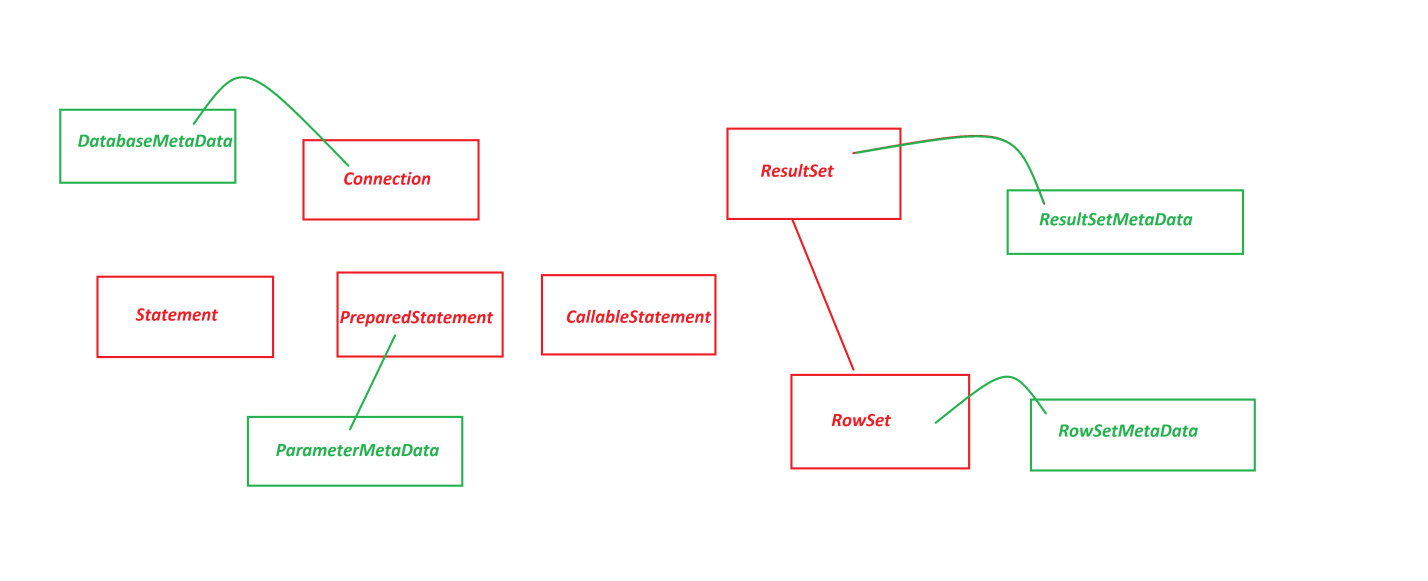 DatabaseMetaData
Connection
ResultSet
ResultSetMetaData
Statement
PreparedStatement
CallableStatement
ParameterMetaData
RowSet
RowSetMetaData